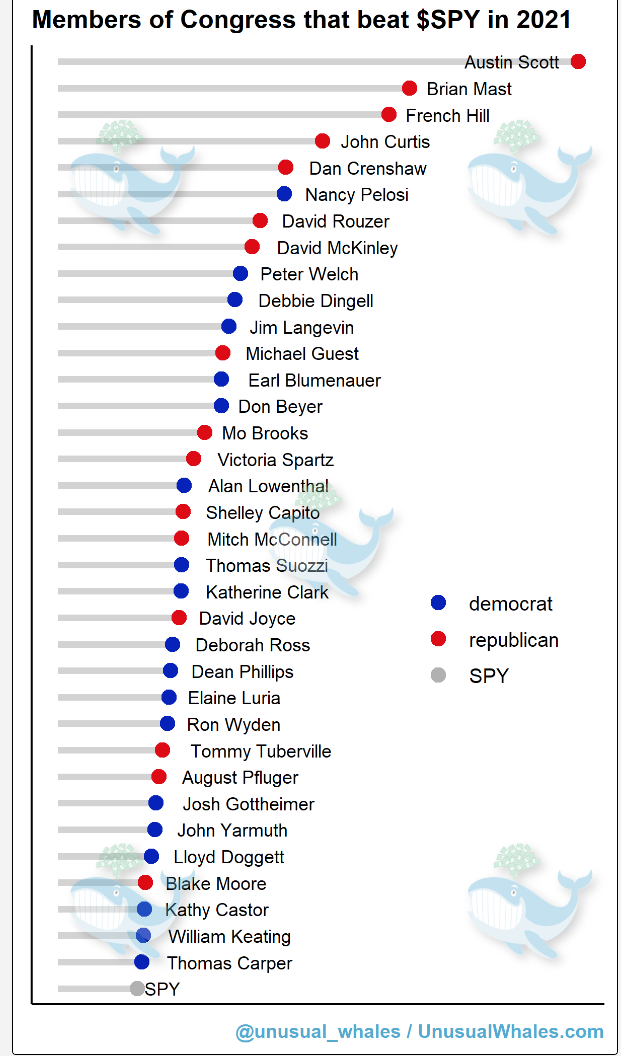 Members of Congress that beat $SPY in 2021
Austin Scott
Brian Mast
French Hill
John Curtis
Dan Crenshaw
Nancy Pelosi
David Rouzer
David McKinley
Peter Welch
Debbie Dingell
Jim Langevin
Michael Guest
Earl Blumenauer
Don Beyer
Mo Brooks
Victoria Spartz
Alan Lowenthal
Shelley Capito
Mitch McConnell
Thomas Suozzi
Katherine Clark
David Joyce
Deborah Ross
Dean Phillips
Elaine Luria
Ron Wyden
Tommy Tuberville
August Pfluger
Josh Gottheimer
John Yarmuth
Lloyd Doggett
Blake Moore
Kathy Castor
William Keating
Thomas Carper
SPY
democrat
republican
SPY
@unusual_whales / UnusualWhales.com